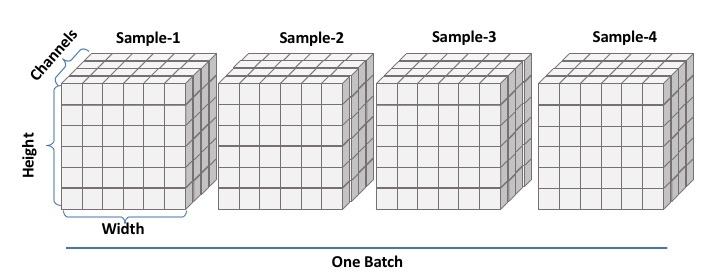 Sample-1
Sample-2
Sample-3
Sample-4
Channels
Height
Width
One Batch